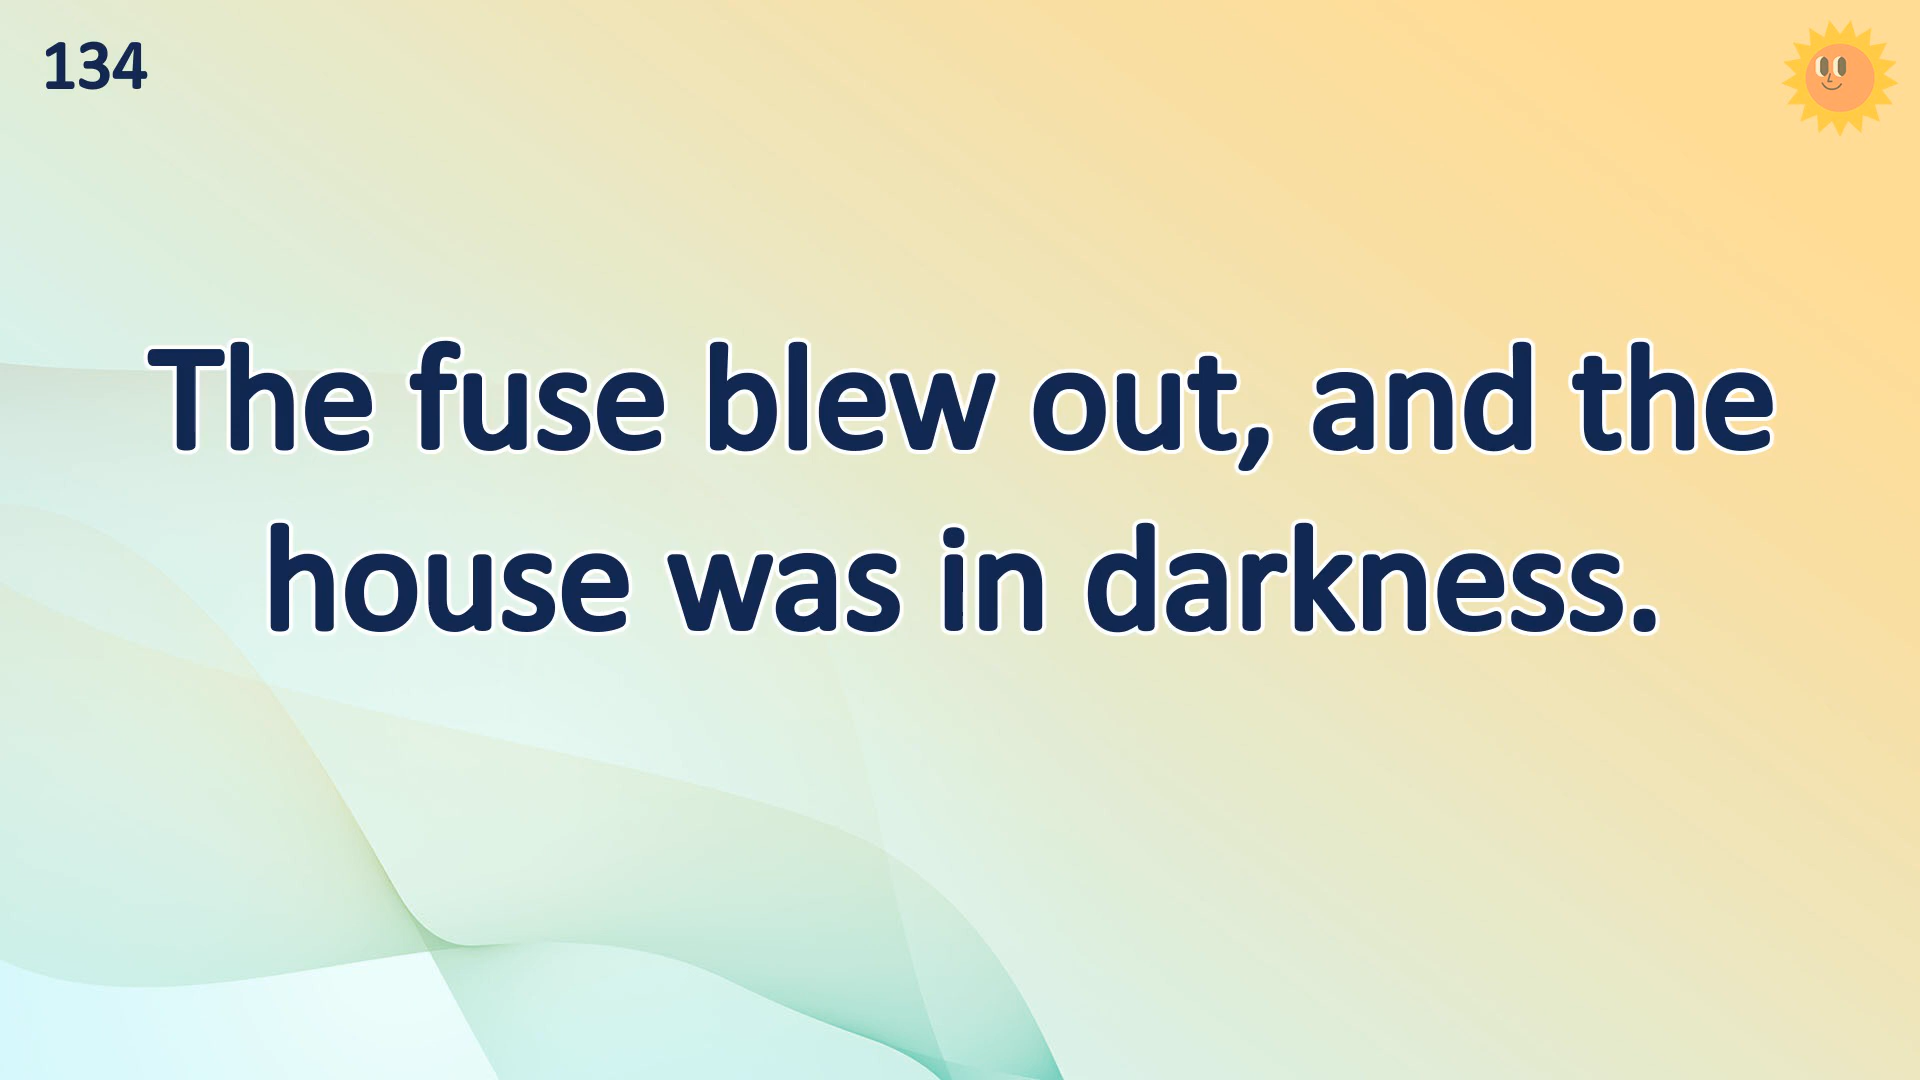 134
The fuse blew out, and the
house was in darkness.